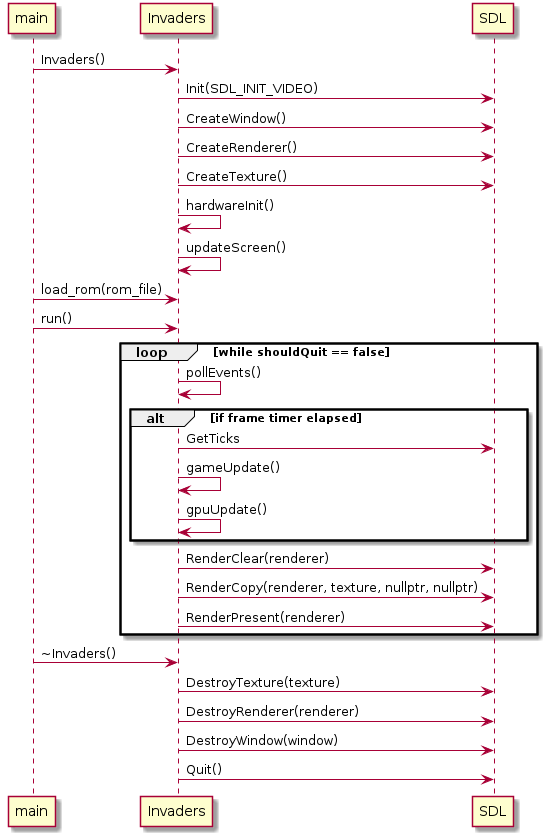 main Invaders SDL
Invaders()
Init(SDL_INIT_VIDEO)
CreateWindow()
CreateRenderer()
CreateTexture()
hardwareInit()
updateScreen()
load_rom(rom_file)
run()
loop [while shouldQuit == false]
pollEvents()
alt [if frame timer elapsed]
GetTicks
gameUpdate()
gpuUpdate()
RenderClear(renderer)
RenderCopy(renderer, texture, nullptr, nullptr)
RenderPresent(renderer)
~Invaders()
DestroyTexture(texture)
DestroyRenderer(renderer)
DestroyWindow(window)
Quit()
main Invaders SDL